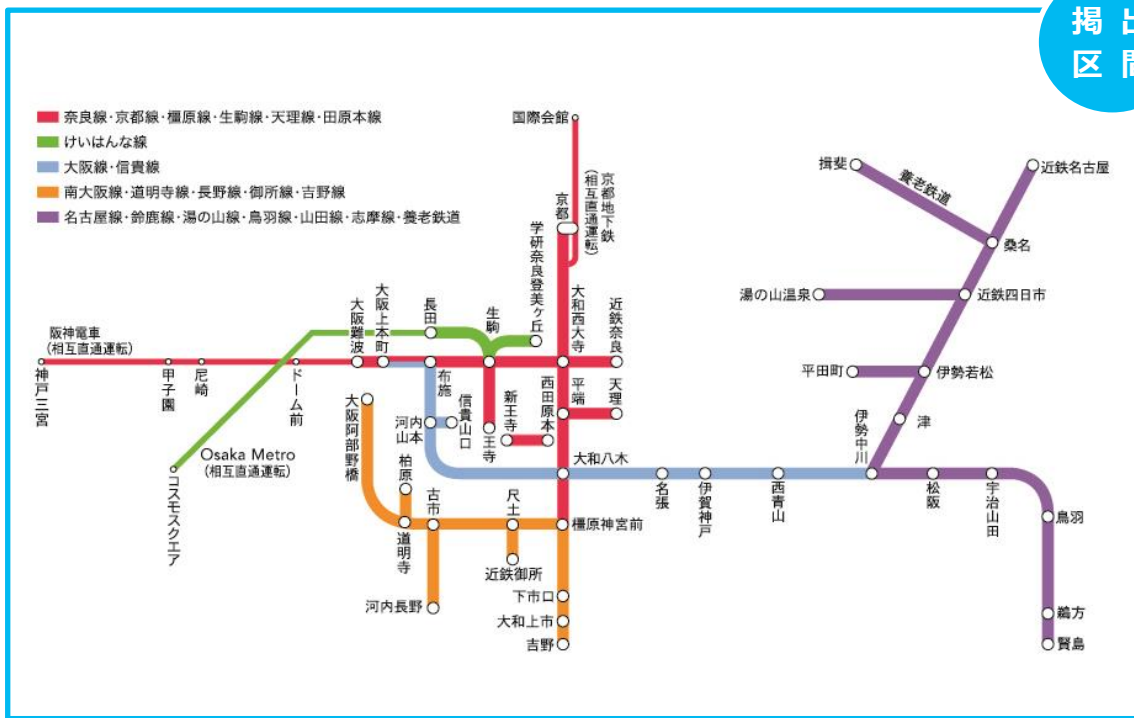 掲出
区間
奈良線・京都線・橿原線・生駒線・天理線・田原本線
けいはんな線
大阪線・信貴線
南大阪線・道明寺線・長野線・御所線・吉野線
名古屋線・鈴鹿線・湯の山線・鳥羽線・山田線・志摩線・養老鉄道
国際会館
京都
京都地下鉄
(相互直通運転)
学研奈良登美ヶ丘
揖斐
養老鉄道
近鉄名古屋
桑名
湯の山温泉
近鉄四日市
平田町
伊勢若松
津
伊勢中川
阪神電車
(相互直通運転)
神戸三宮
甲子園
尼崎
ドーム前
大阪難波
大阪上本町
長田
布施
生駒
大和西大寺
近鉄奈良
河内
山本
信貴山口
王寺
新王寺
西田原本
平端
天理
Osaka Metro
(相互直通運転)
コスモスクエア
大阪阿部野橋
柏原
道明寺
古市
尺土
近鉄御所
河内長野
大和八木
橿原神宮前
下市口
大和上市
吉野
名張
伊賀神戸
西青山
松阪
宇治山田
鳥羽
鵜方
賢島